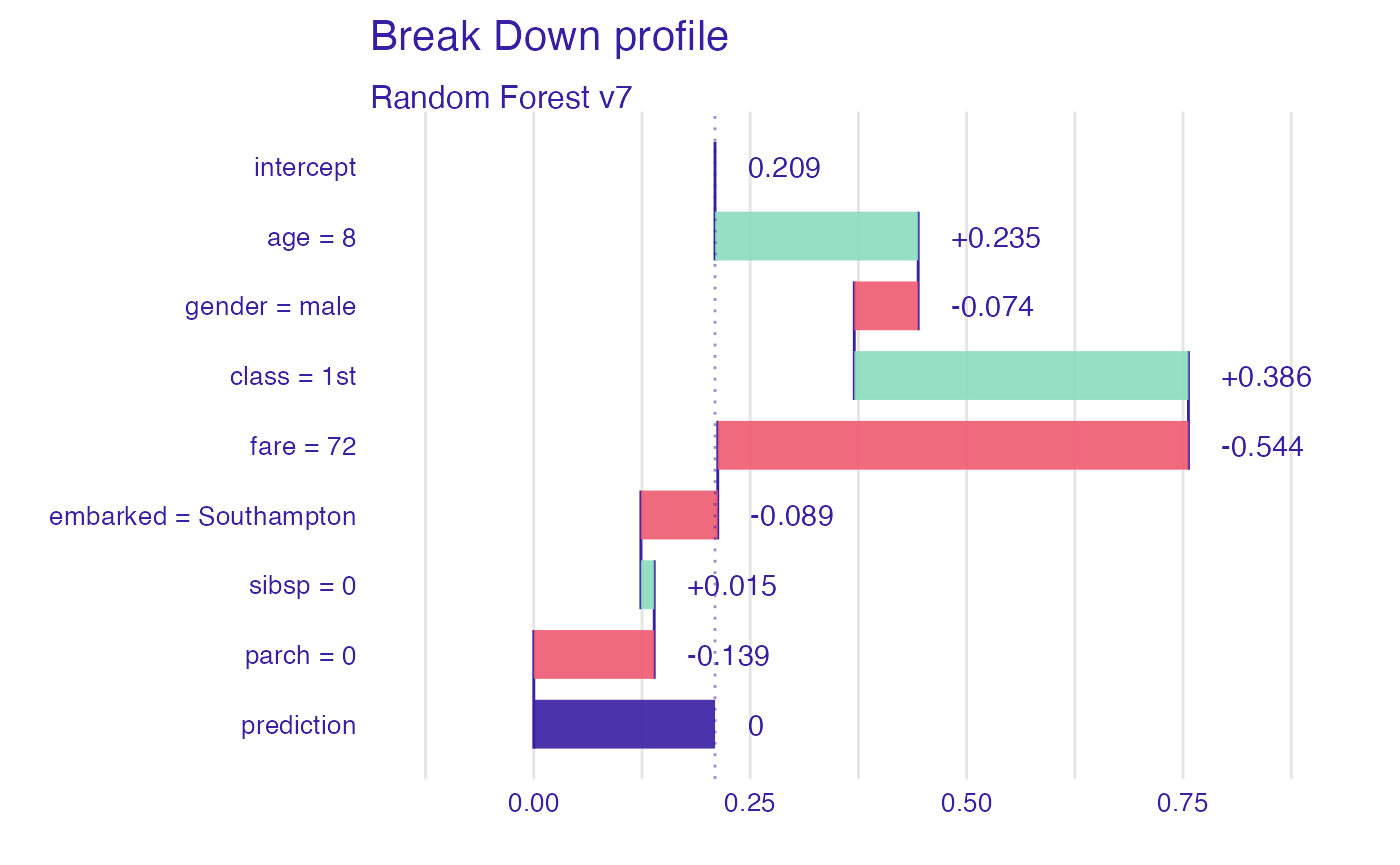 Break Down profile
Random Forest v7
intercept 0.209
age = 8 +0.235
gender = male -0.074
class = 1st +0.386
fare = 72 -0.544
embarked = Southampton -0.089
sibsp = 0 +0.015
parch = 0 -0.139
prediction 0
0.00 0.25 0.50 0.75